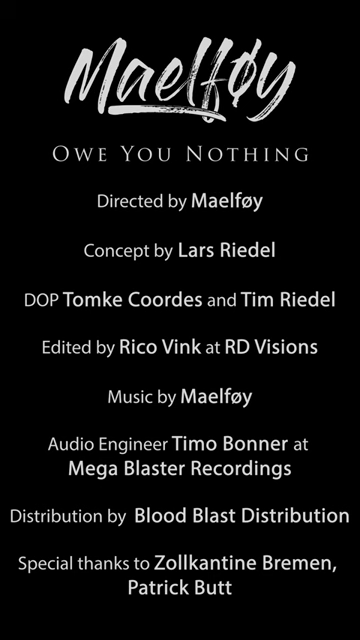 Maelføy
OWE YOU NOTHING
Directed by Maelføy
Concept by Lars Riedel
DOP Tomke Coordes and Tim Riedel
Edited by Rico Vink at RD Visions
Music by Maelføy
Audio Engineer Timo Bonner at
Mega Blaster Recordings
Distribution by Blood Blast Distribution
Special thanks to Zollkantine Bremen,
Patrick Butt